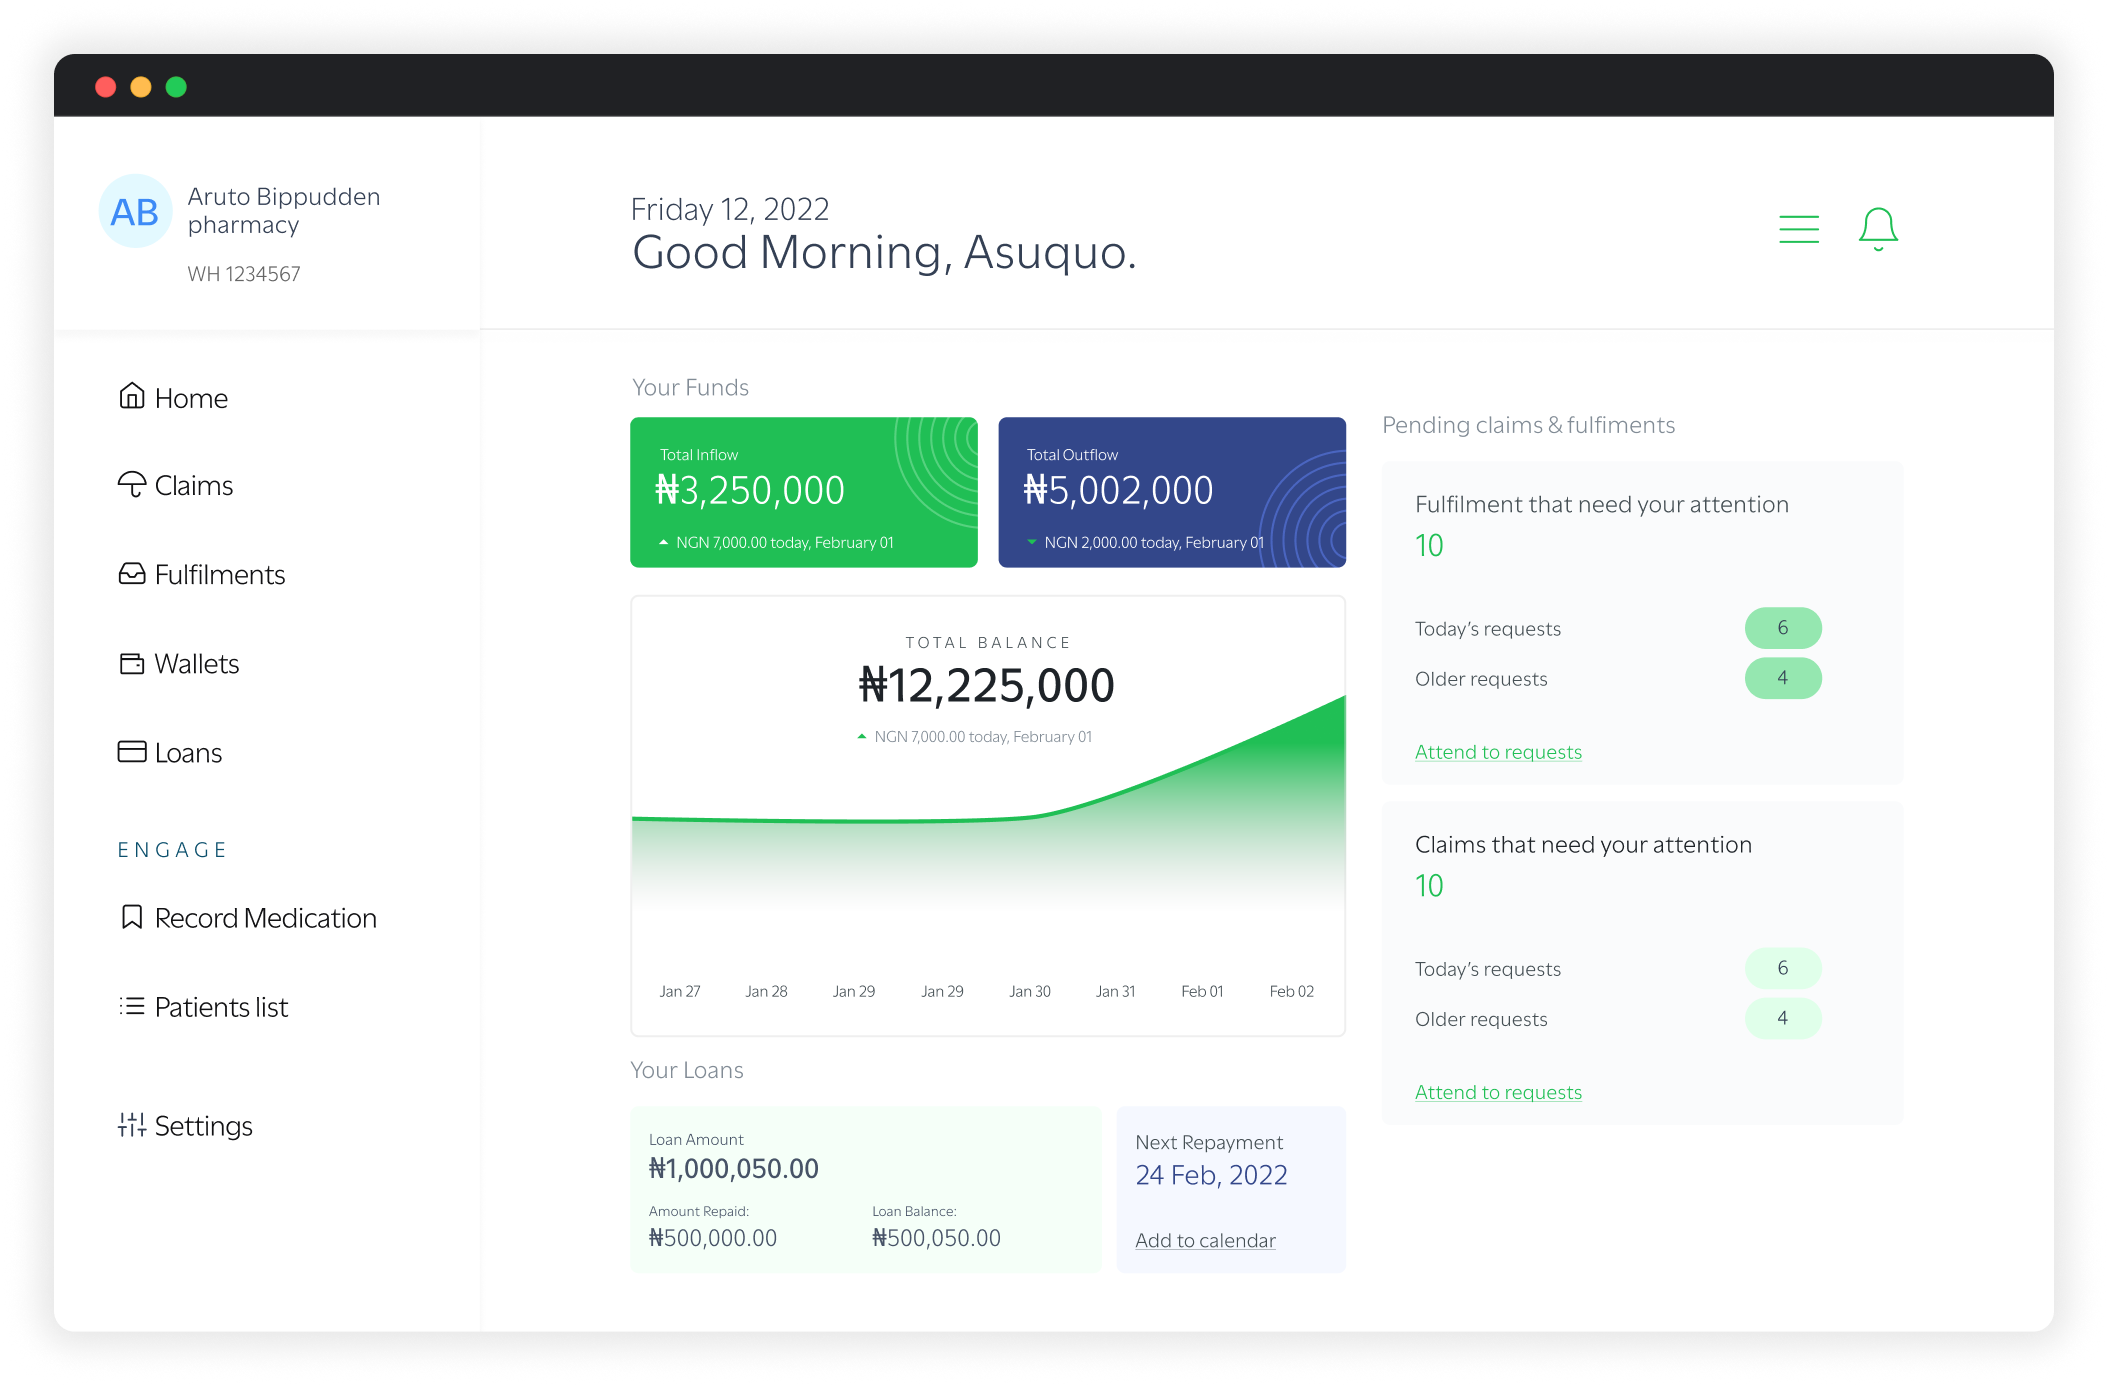 AB
Aruto Bippudden
pharmacy
WH 1234567
Home
Claims
Fulfilments
Wallets
Loans
ENGAGE
Record Medication
Patients list
Settings
Friday 12, 2022
Good Morning, Asuquo.
Your Funds
Total Inflow
₦3,250,000
NGN 7,000.00 today, February 01
Total Outflow
₦5,002,000
NGN 2,000.00 today, February 01
TOTAL BALANCE
₦12,225,000
NGN 7,000.00 today, February 01
Jan 27 Jan 28 Jan 29 Jan 29 Jan 30 Jan 31 Feb 01 Feb 02
Your Loans
Loan Amount
₦1,000,050.00
Amount Repaid: Loan Balance:
₦500,000.00 ₦500,050.00
Next Repayment
24 Feb, 2022
Add to calendar
Pending claims & fulfiments
Fulfilment that need your attention
10
Today’s requests 6
Older requests 4
Attend to requests
Claims that need your attention
10
Today’s requests 6
Older requests 4
Attend to requests